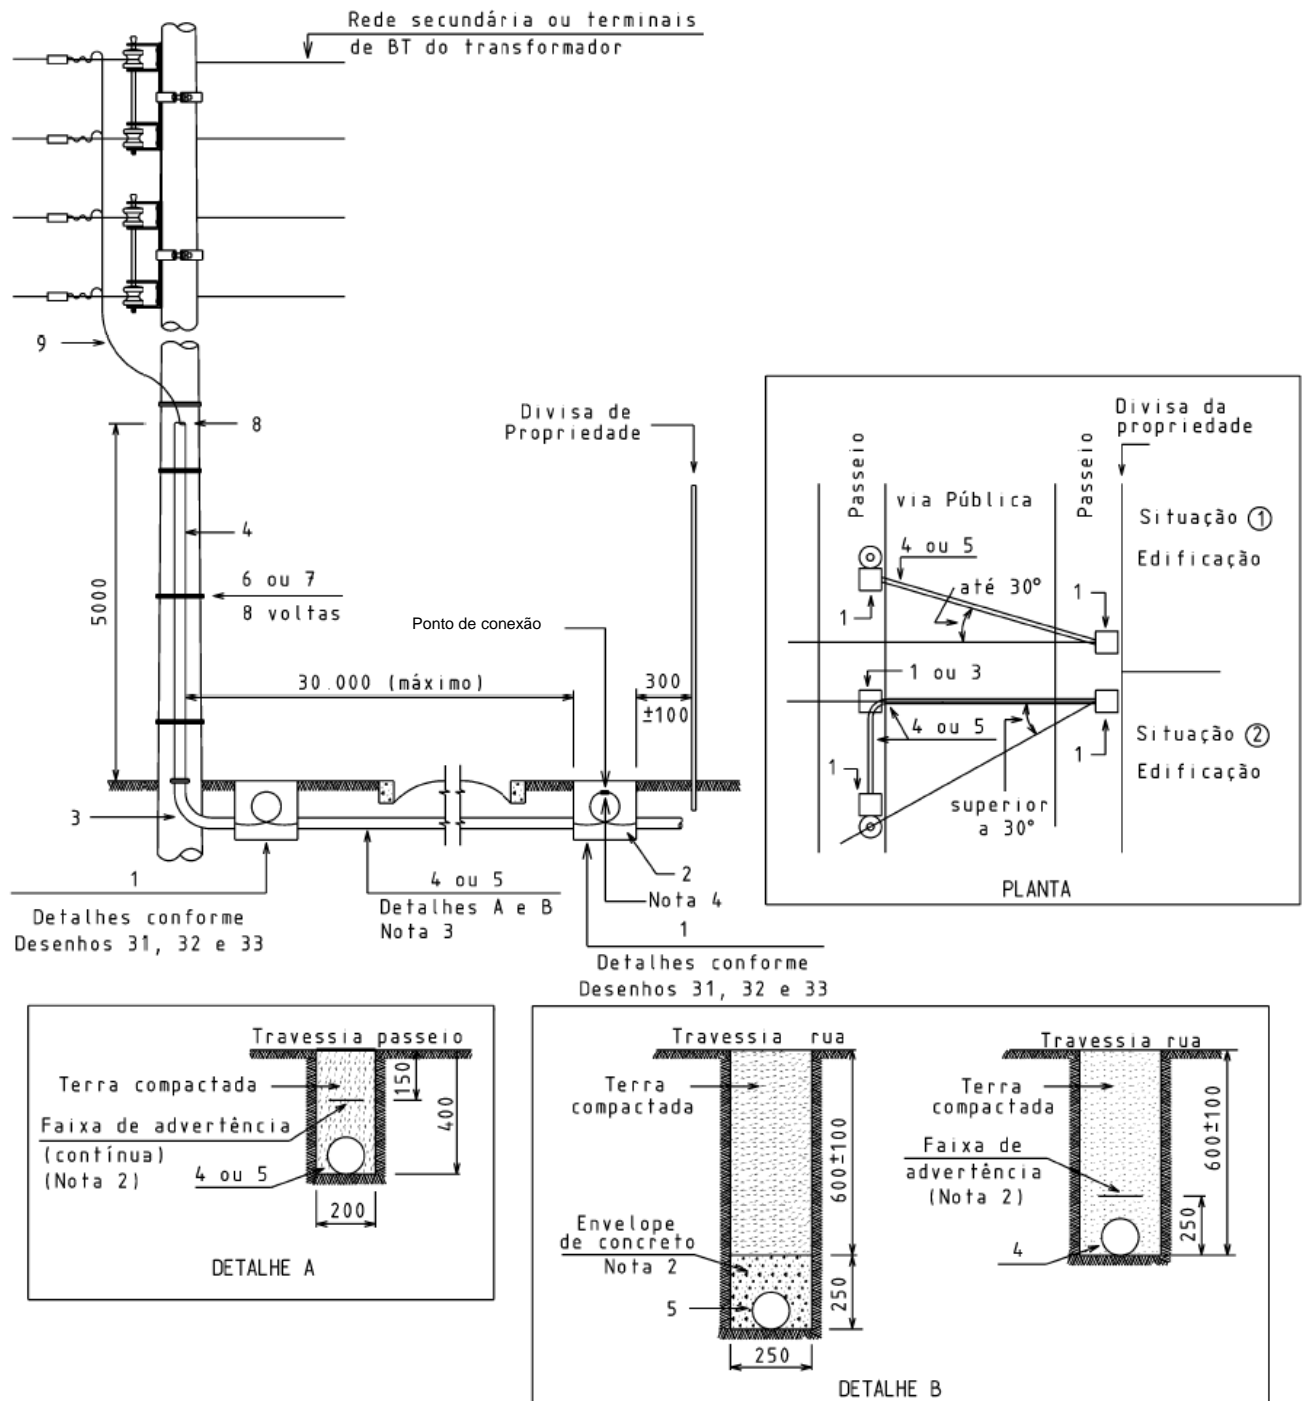 Rede secundária ou terminais
de BT do transformador
9
8
4
5000
6 ou 7
8 voltas
Divisa de
Propriedade
Ponto de conexão
30.000 (máximo)
300
±100
3
1
Detalhes conforme
Desenhos 31, 32 e 33
4 ou 5
Detalhes A e B
Nota 3
2
Nota 4
1
Detalhes conforme
Desenhos 31, 32 e 33
Divisa da
propriedade
Passeio
via Pública
Passeio
Situação 1
Edificação
4 ou 5
até 30°
1
1
1 ou 3
4 ou 5
1
1
Situação 2
Edificação
superior
a 30°
PLANTA
Travessia passeio
Terra compactada
150
400
Faixa de advertência
(contínua)
(Nota 2)
4 ou 5
200
DETALHE A
Travessia rua
Terra
compactada
600±100
Envelope
de concreto
Nota 2
5
250
250
Travessia rua
Terra
compactada
600±100
Faixa de
advertência
(Nota 2)
250
4
DETALHE B